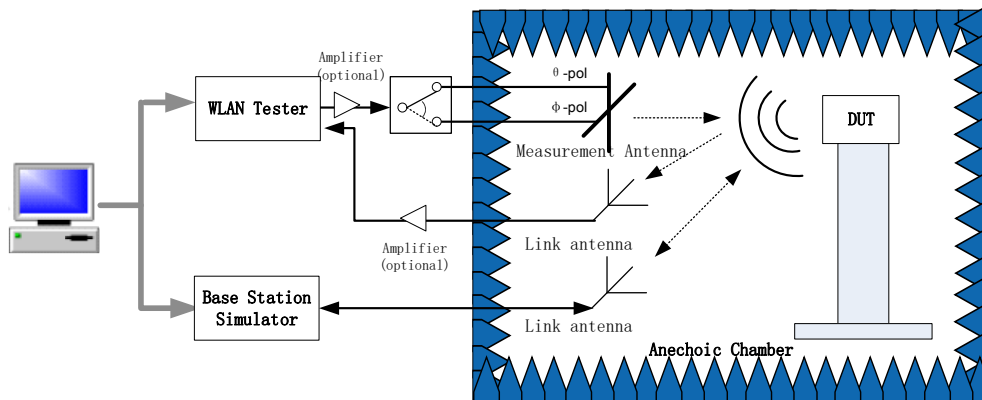 Amplifier
(optional)
WLAN Tester
θ-pol
ϕ-pol
DUT
Measurement Antenna
Amplifier
(optional)
Link antenna
Base Station
Simulator
Link antenna
Anechoic Chamber